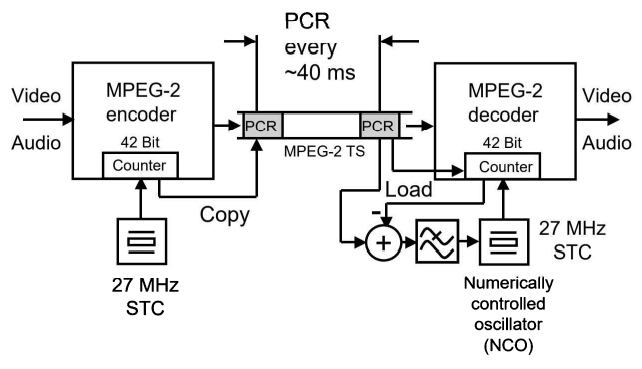 PCR
every
~40 ms
MPEG-2
encoder
42 Bit
Counter
Video
Audio
PCR
PCR
MPEG-2 TS
MPEG-2
decoder
42 Bit
Counter
Video
Audio
Copy
Load
-
+
27 MHz
STC
27 MHz
STC
Numerically
controlled
oscillator
(NCO)